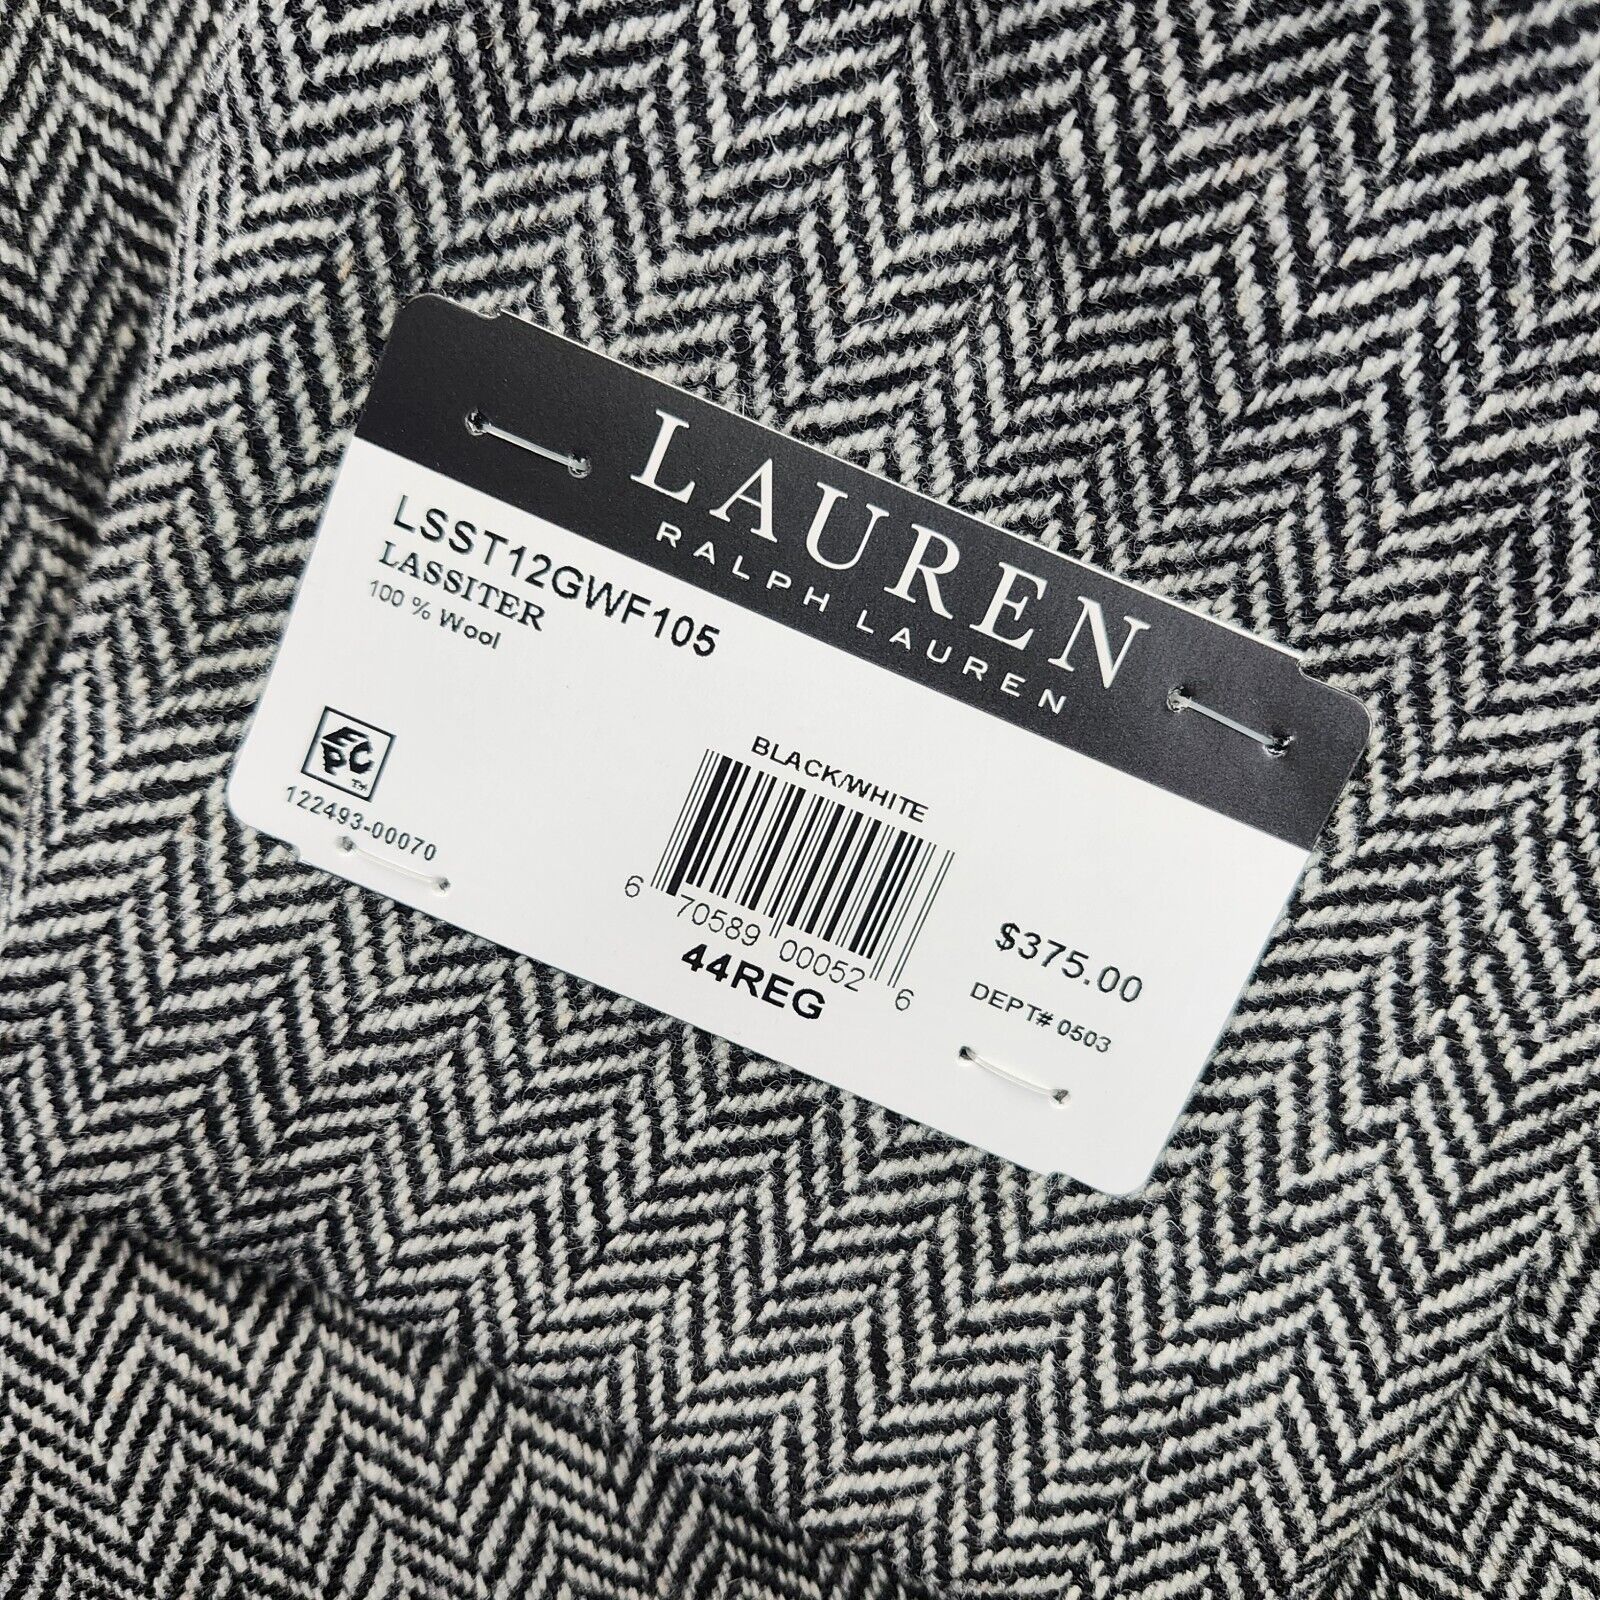 LAUREN
RALPH LAUREN
LSST12GWF105
LASSITER
100 % Wool
EPC™
122493-00070
BLACK/WHITE
6 70589 00052 6
44REG
$375.00
DEPT# 0503